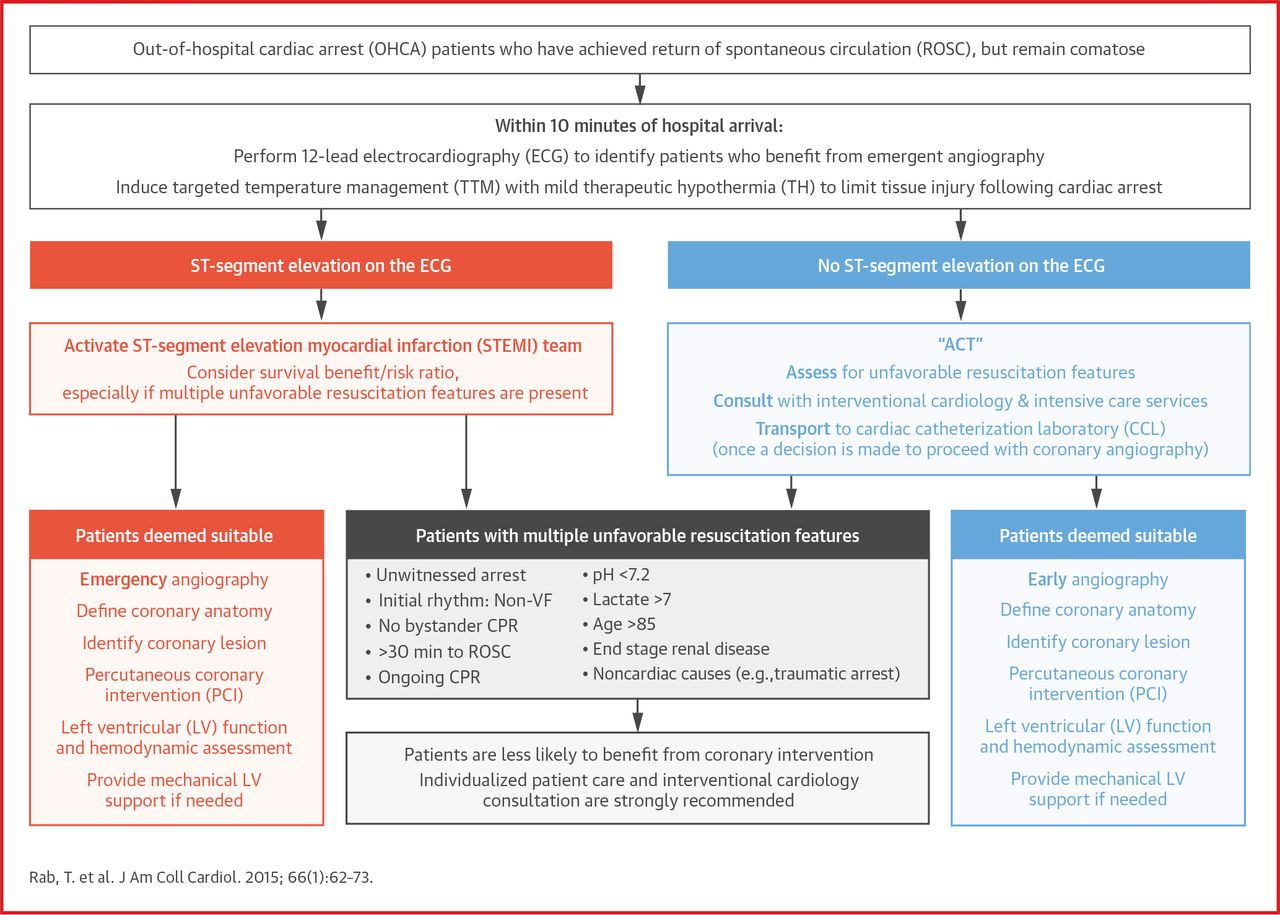 Out-of-hospital cardiac arrest (OHCA) patients who have achieved return of spontaneous circulation (ROSC), but remain comatose
Within 10 minutes of hospital arrival:
Perform 12-lead electrocardiography (ECG) to identify patients who benefit from emergent angiography
Induce targeted temperature management (TTM) with mild therapeutic hypothermia (TH) to limit tissue injury following cardiac arrest
ST-segment elevation on the ECG
Activate ST-segment elevation myocardial infarction (STEMI) team
Consider survival benefit/risk ratio,
especially if multiple unfavorable resuscitation features are present
No ST-segment elevation on the ECG
“ACT”
Assess for unfavorable resuscitation features
Consult with interventional cardiology & intensive care services
Transport to cardiac catheterization laboratory (CCL)
(once a decision is made to proceed with coronary angiography)
Patients deemed suitable
Emergency angiography
Define coronary anatomy
Identify coronary lesion
Percutaneous coronary
intervention (PCI)
Left ventricular (LV) function
and hemodynamic assessment
Provide mechanical LV
support if needed
Patients with multiple unfavorable resuscitation features
• Unwitnessed arrest
• Initial rhythm: Non-VF
• No bystander CPR
• >30 min to ROSC
• Ongoing CPR
• pH <7.2
• Lactate >7
• Age >85
• End stage renal disease
• Noncardiac causes (e.g.,traumatic arrest)
Patients are less likely to benefit from coronary intervention
Individualized patient care and interventional cardiology
consultation are strongly recommended
Patients deemed suitable
Early angiography
Define coronary anatomy
Identify coronary lesion
Percutaneous coronary
intervention (PCI)
Left ventricular (LV) function
and hemodynamic assessment
Provide mechanical LV
support if needed
Rab, T. et al. J Am Coll Cardiol. 2015; 66(1):62–73.